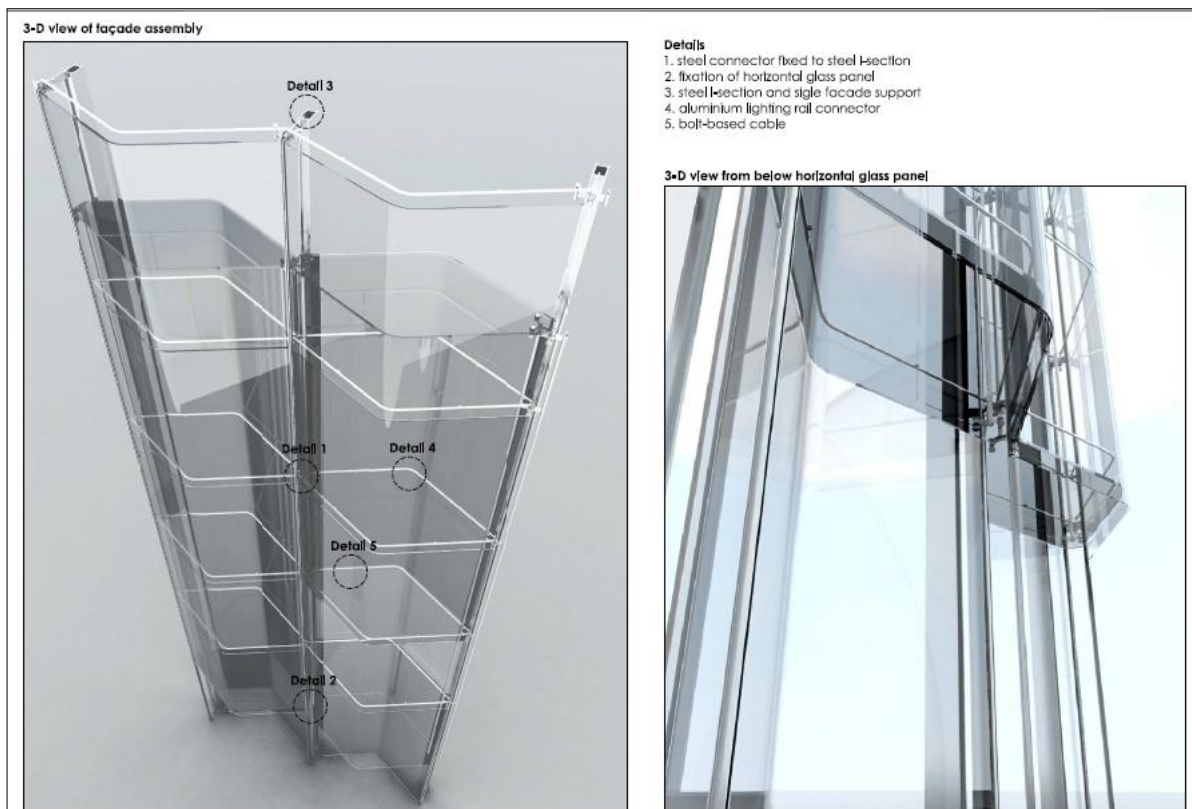 3-D view of façade assembly
Detail 3
Detail 1
Detail 4
Detail 5
Detail 2
Details
1. steel connector fixed to steel I-section
2. fixation of horizontal glass panel
3. steel I-section and sigle facade support
4. aluminium lighting rail connector
5. bolt-based cable
3-D view from below horizontal glass panel